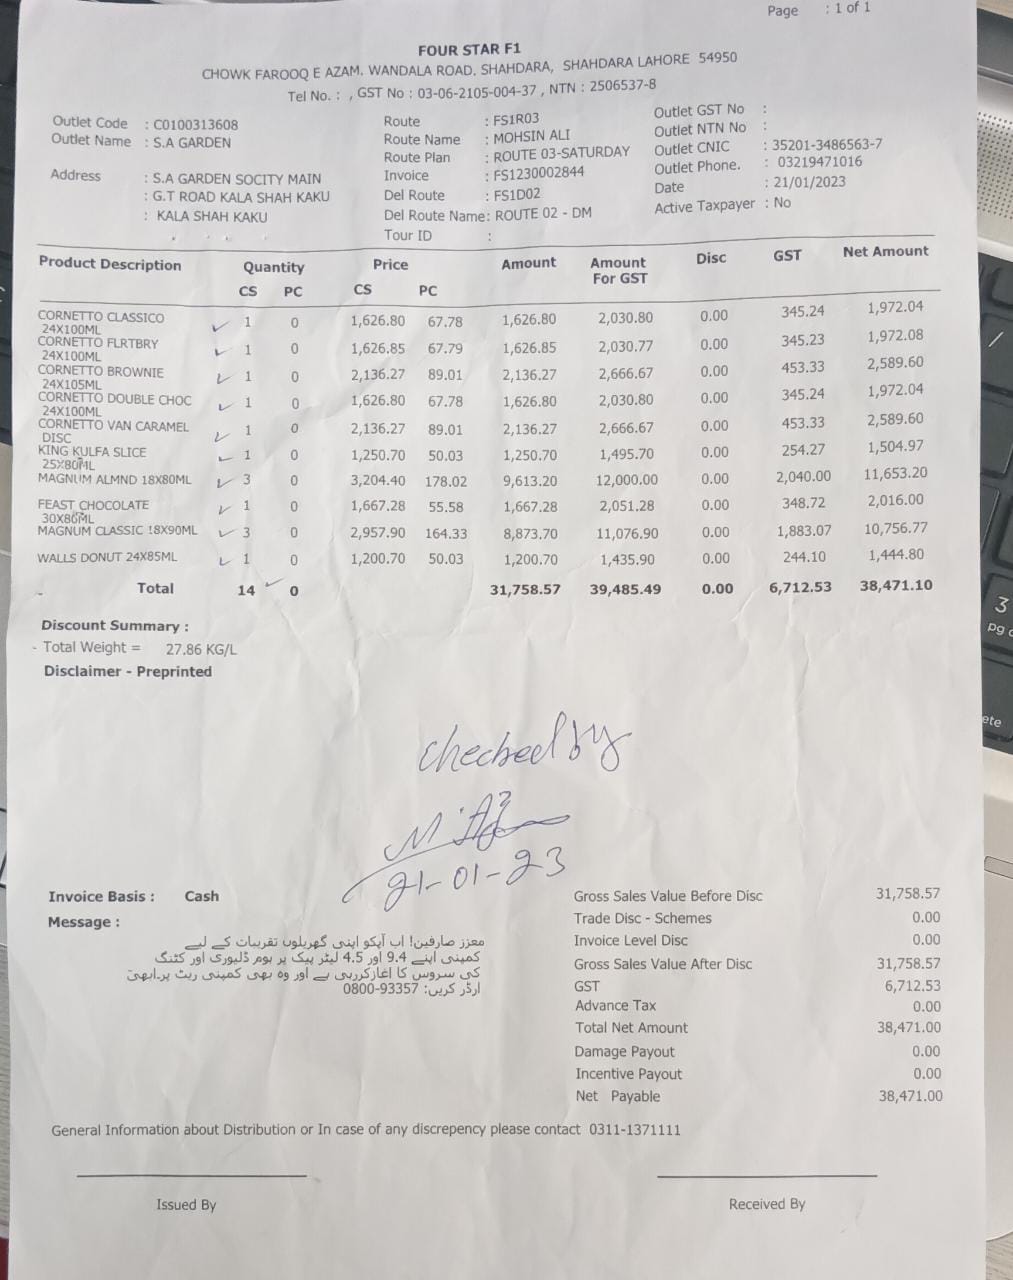 Page : 1 of 1
FOUR STAR F1
CHOWK FAROOQ E AZAM. WANDALA ROAD. SHAHDARA, SHAHDARA LAHORE 54950
Tel No. : , GST No : 03-06-2105-004-37 , NTN : 2506537-8
Outlet Code : C0100313608
Outlet Name : S.A GARDEN
Address : S.A GARDEN SOCITY MAIN
: G.T ROAD KALA SHAH KAKU
: KALA SHAH KAKU
Route : FS1R03
Route Name : MOHSIN ALI
Route Plan : ROUTE 03-SATURDAY
Invoice : FS1230002844
Del Route : FS1D02
Del Route Name: ROUTE 02 - DM
Tour ID :
Outlet GST No :
Outlet NTN No :
Outlet CNIC : 35201-3486563-7
Outlet Phone. : 03219471016
Date : 21/01/2023
Active Taxpayer : No
Product Description Quantity Price Amount Amount For GST Disc GST Net Amount
CS PC CS PC
CORNETTO CLASSICO 24X100ML 1 0 1,626.80 67.78 1,626.80 2,030.80 0.00 345.24 1,972.04
CORNETTO FLRTBRY 24X100ML 1 0 1,626.85 67.79 1,626.85 2,030.77 0.00 345.23 1,972.08
CORNETTO BROWNIE 24X105ML 1 0 2,136.27 89.01 2,136.27 2,666.67 0.00 453.33 2,589.60
CORNETTO DOUBLE CHOC 24X100ML 1 0 1,626.80 67.78 1,626.80 2,030.80 0.00 345.24 1,972.04
CORNETTO VAN CARAMEL DISC 1 0 2,136.27 89.01 2,136.27 2,666.67 0.00 453.33 2,589.60
KING KULFA SLICE 25X80ML 1 0 1,250.70 50.03 1,250.70 1,495.70 0.00 254.27 1,504.97
MAGNUM ALMND 18X80ML 3 0 3,204.40 178.02 9,613.20 12,000.00 0.00 2,040.00 11,653.20
FEAST CHOCOLATE 30X80ML 1 0 1,667.28 55.58 1,667.28 2,051.28 0.00 348.72 2,016.00
MAGNUM CLASSIC !8X90ML 3 0 2,957.90 164.33 8,873.70 11,076.90 0.00 1,883.07 10,756.77
WALLS DONUT 24X85ML 1 0 1,200.70 50.03 1,200.70 1,435.90 0.00 244.10 1,444.80
Total 14 0 31,758.57 39,485.49 0.00 6,712.53 38,471.10
Discount Summary :
Total Weight = 27.86 KG/L
Disclaimer - Preprinted
checked by
21-01-23
Invoice Basis : Cash
Message :
معزز صارفین! اب آپکو اپنی گھریلوں تقریبات کے لیے
کمپنی اپنے 9.4 اور 4.5 لیٹر پیک پر ہوم ڈلیوری اور کٹنگ
کی سروس کا اغازکررہی ہے اور وہ بھی کمپنی ریٹ پر.ابھی
ارڈر کریں: 0800-93357
Gross Sales Value Before Disc 31,758.57
Trade Disc - Schemes 0.00
Invoice Level Disc 0.00
Gross Sales Value After Disc 31,758.57
GST 6,712.53
Advance Tax 0.00
Total Net Amount 38,471.00
Damage Payout 0.00
Incentive Payout 0.00
Net Payable 38,471.00
General Information about Distribution or In case of any discrepency please contact 0311-1371111
Issued By
Received By